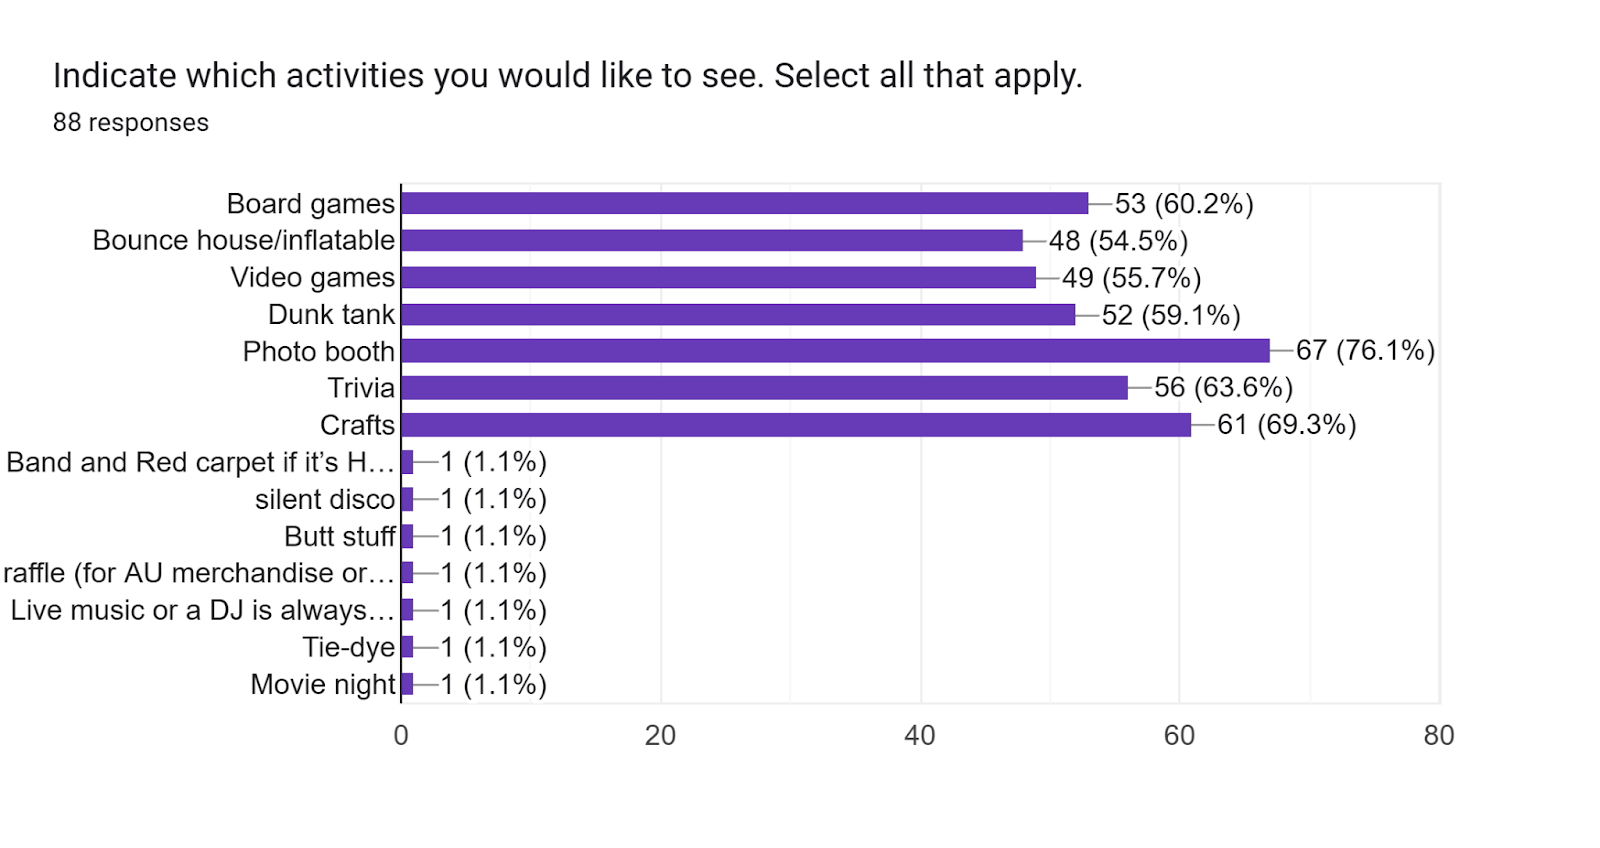 Indicate which activities you would like to see. Select all that apply.
88 responses
Board games 53 (60.2%)
Bounce house/inflatable 48 (54.5%)
Video games 49 (55.7%)
Dunk tank 52 (59.1%)
Photo booth 67 (76.1%)
Trivia 56 (63.6%)
Crafts 61 (69.3%)
Band and Red carpet if it’s H… 1 (1.1%)
silent disco 1 (1.1%)
Butt stuff 1 (1.1%)
raffle (for AU merchandise or… 1 (1.1%)
Live music or a DJ is always… 1 (1.1%)
Tie-dye 1 (1.1%)
Movie night 1 (1.1%)
0 20 40 60 80